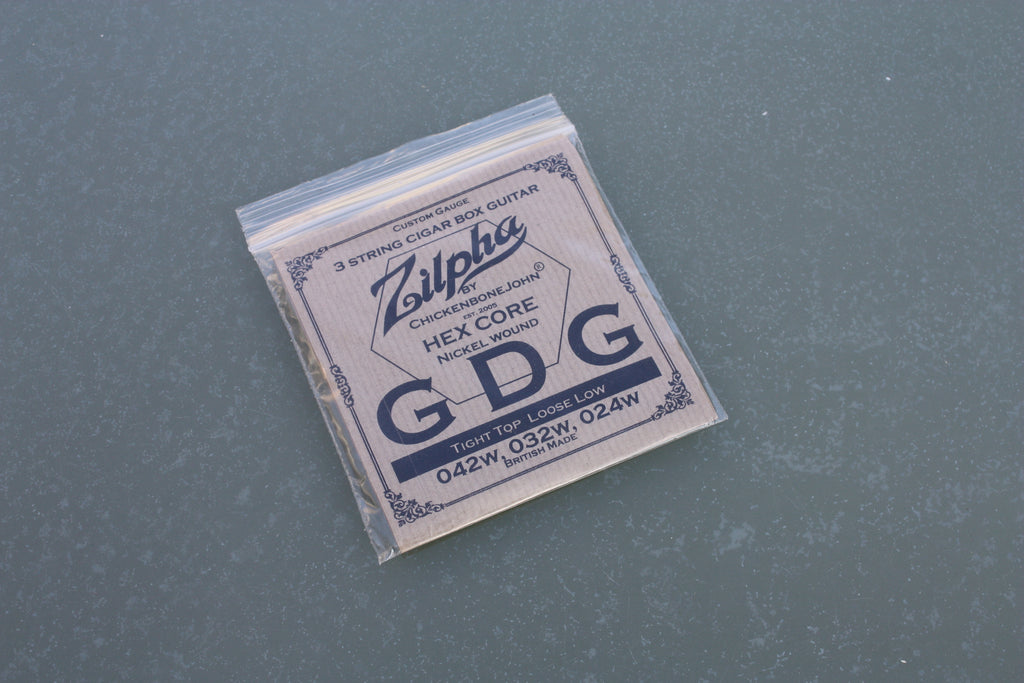 Custom Gauge
3 String Cigar Box Guitar
Zilpha
by
ChickenboneJohn®
est. 2005
Hex Core
Nickel Wound
G D G
Tight Top Loose Low
042w, 032w, 024w
British Made